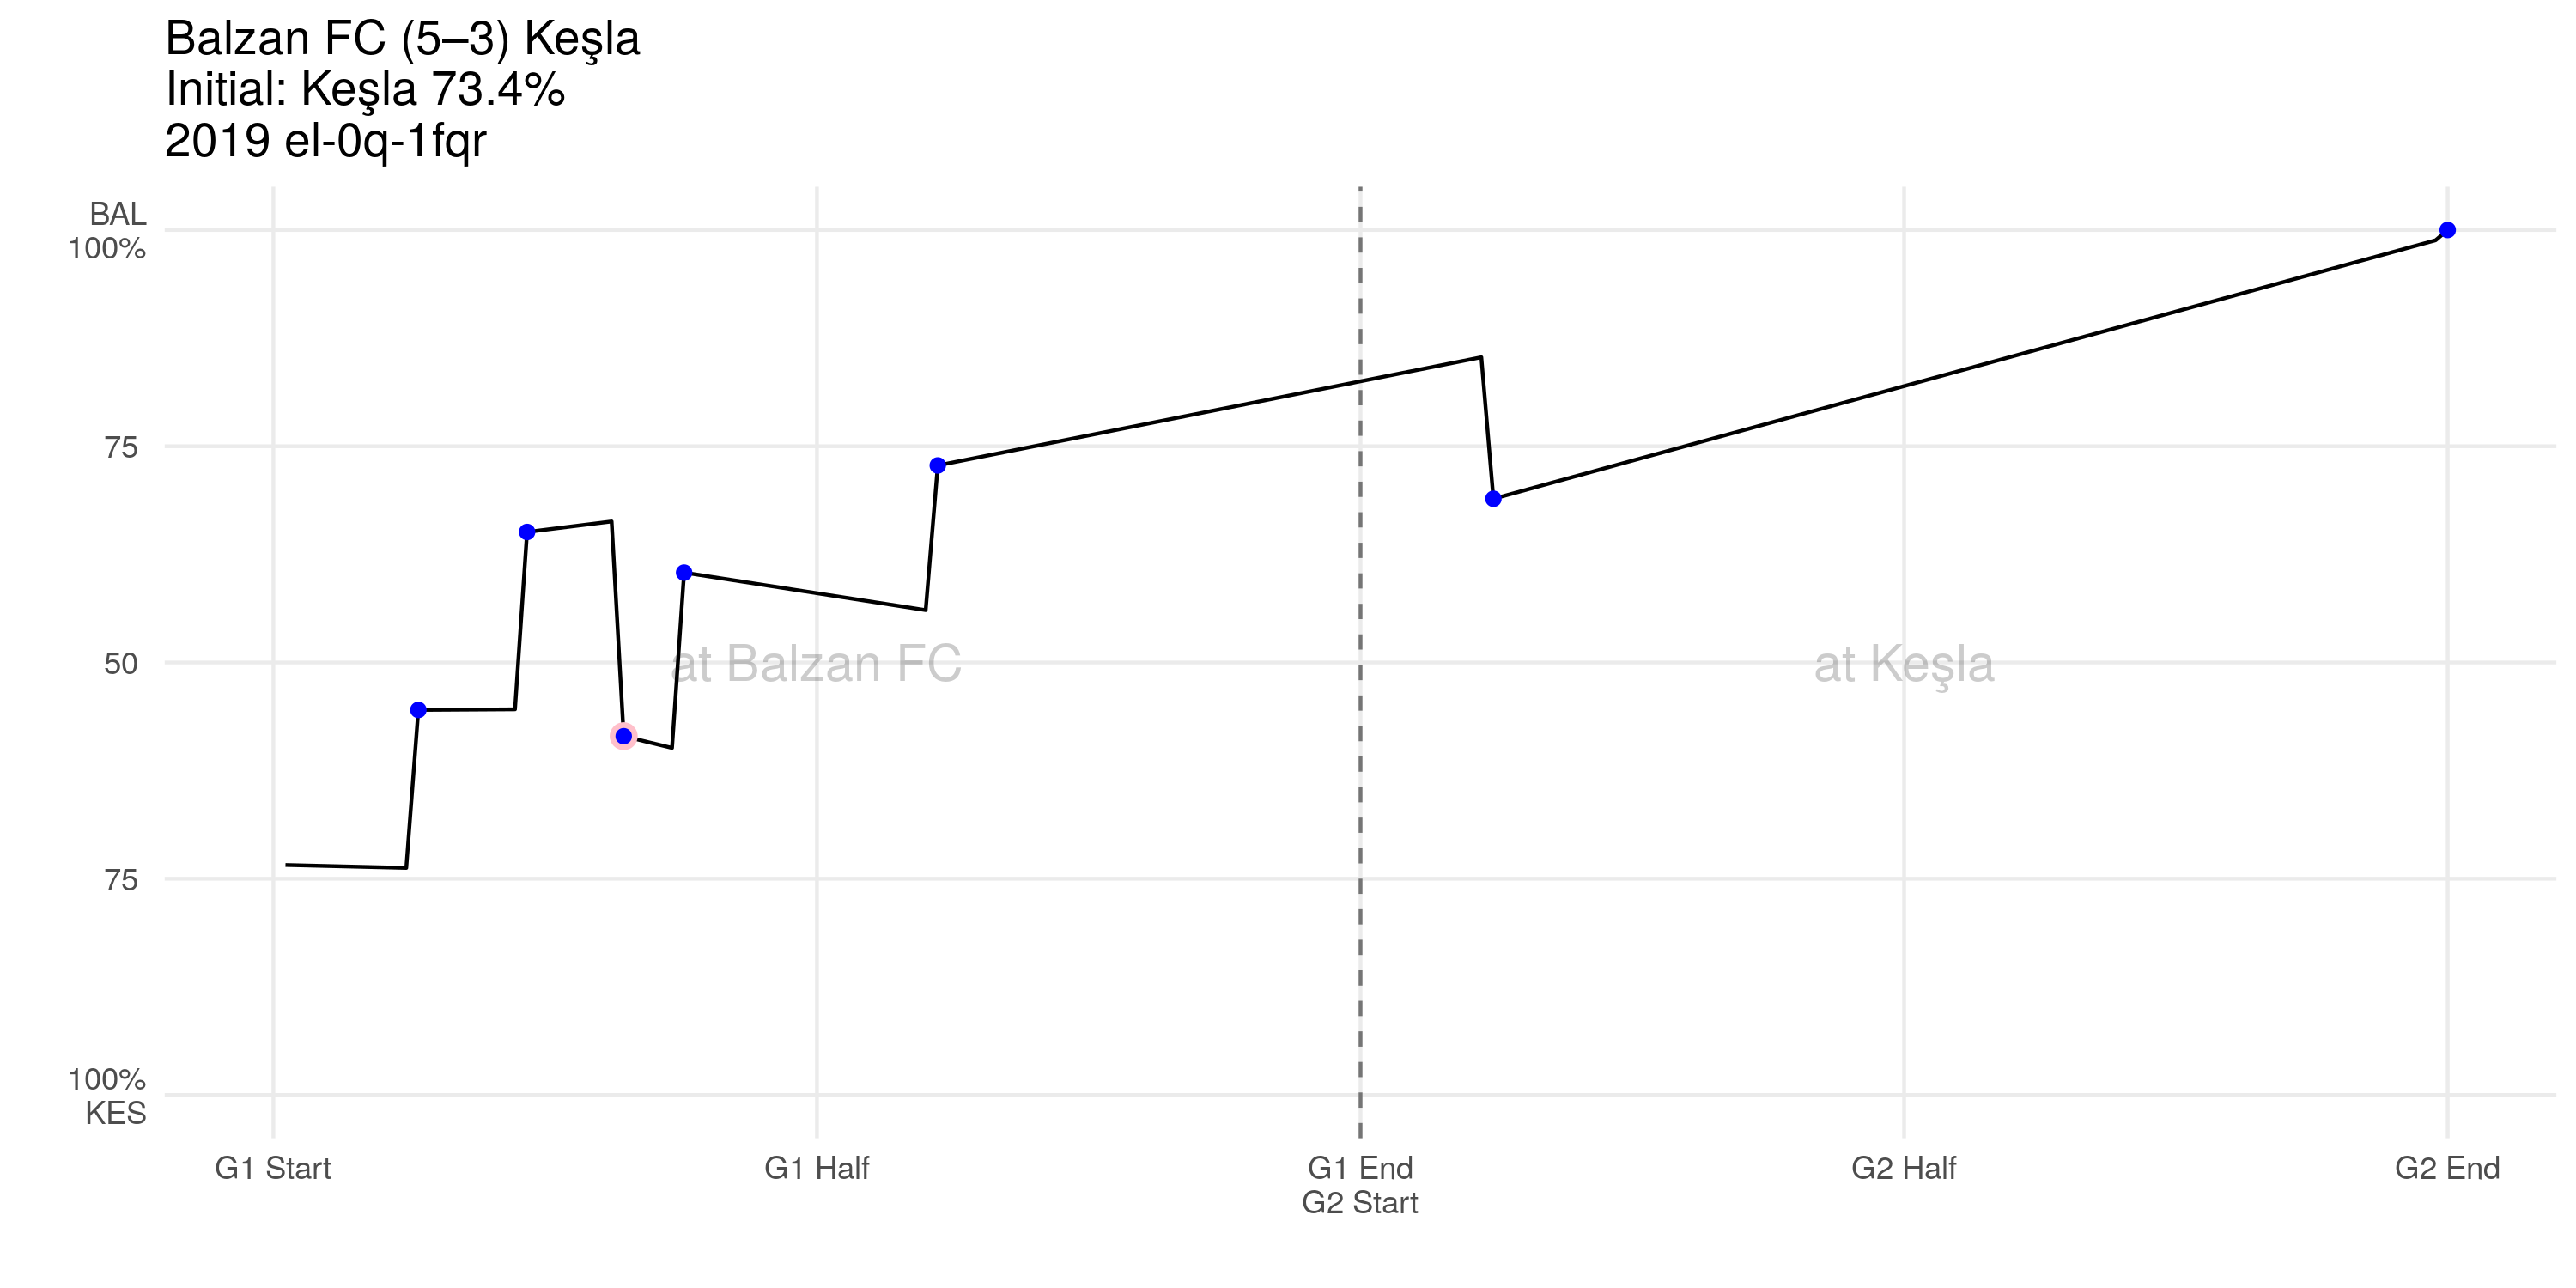 Balzan FC (5–3) Keşla
Initial: Keşla 73.4%
2019 el-0q-1fqr
BAL
100%
75
50
75
100%
KES
at Balzan FC
at Keşla
G1 Start
G1 Half
G1 End
G2 Start
G2 Half
G2 End